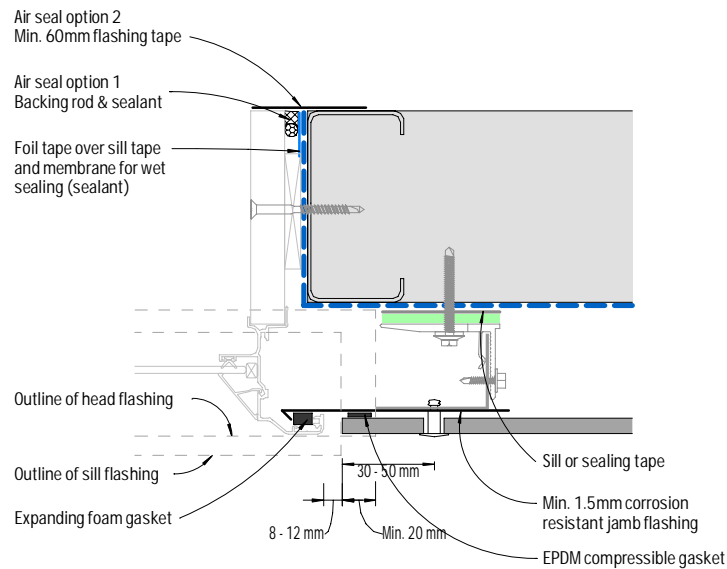 Air seal option 2
Min. 60mm flashing tape
Air seal option 1
Backing rod & sealant
Foil tape over sill tape
and membrane for wet
sealing (sealant)
Outline of head flashing
Outline of sill flashing
Expanding foam gasket
30 - 50 mm
8 - 12 mm
Min. 20 mm
Sill or sealing tape
Min. 1.5mm corrosion
resistant jamb flashing
EPDM compressible gasket